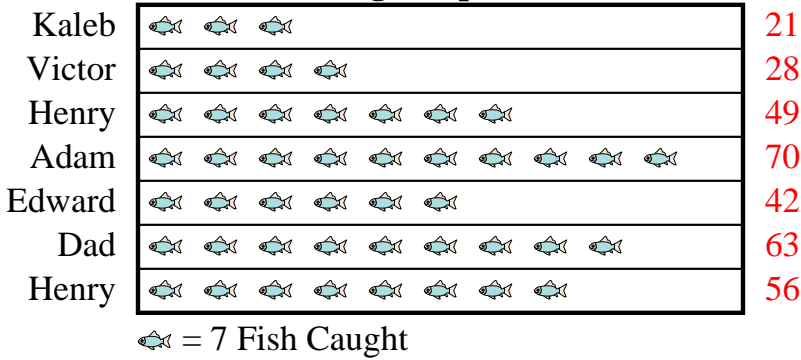 Kaleb 21
Victor 28
Henry 49
Adam 70
Edward 42
Dad 63
Henry 56
= 7 Fish Caught